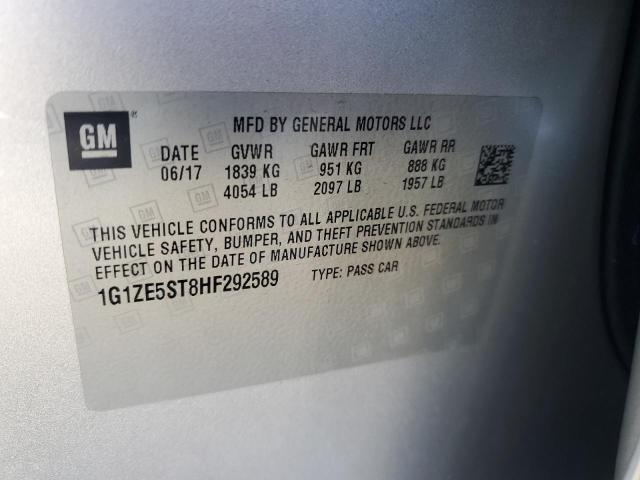 GM ®
MFD BY GENERAL MOTORS LLC
DATE GVWR GAWR FRT GAWR RR
06/17 1839 KG 951 KG 888 KG
4054 LB 2097 LB 1957 LB
THIS VEHICLE CONFORMS TO ALL APPLICABLE U.S. FEDERAL MOTOR
VEHICLE SAFETY, BUMPER, AND THEFT PREVENTION STANDARDS IN
EFFECT ON THE DATE OF MANUFACTURE SHOWN ABOVE.
1G1ZE5ST8HF292589 TYPE: PASS CAR